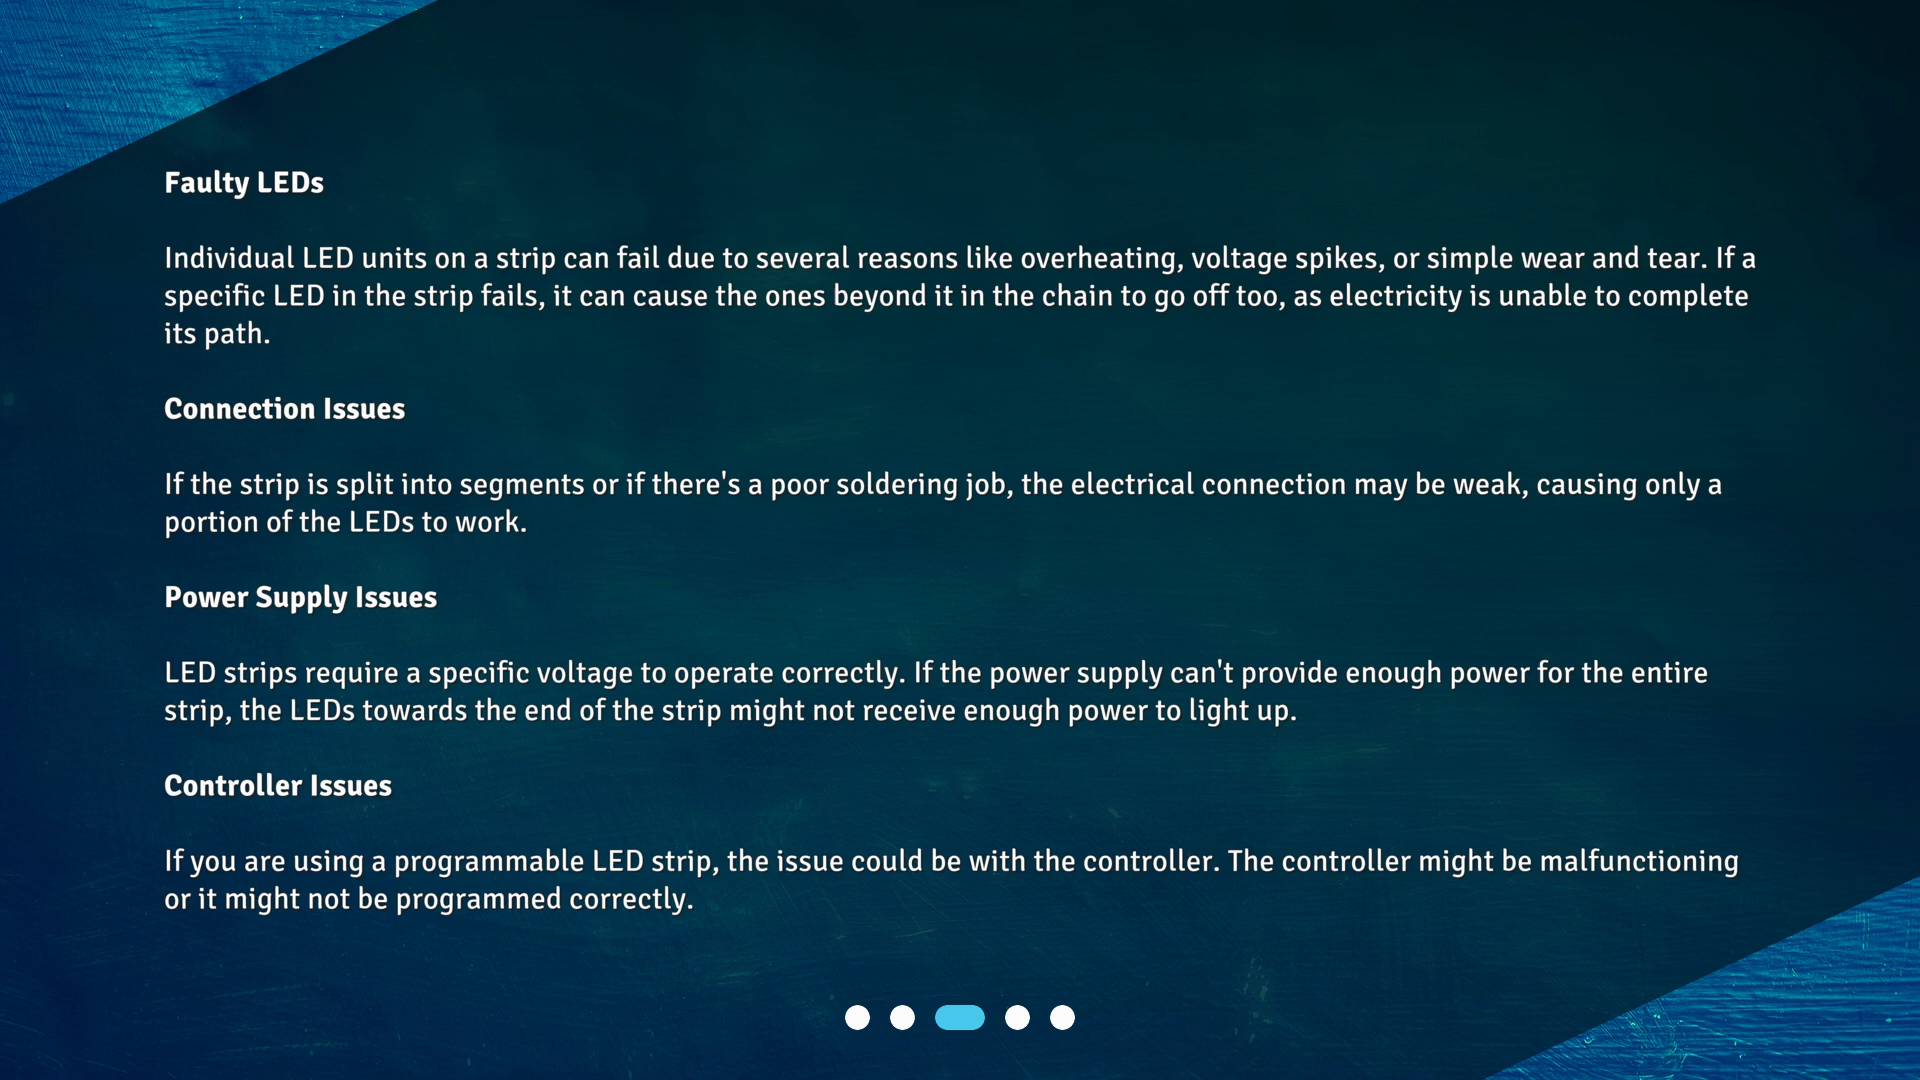 Faulty LEDs
Individual LED units on a strip can fail due to several reasons like overheating, voltage spikes, or simple wear and tear. If a
specific LED in the strip fails, it can cause the ones beyond it in the chain to go off too, as electricity is unable to complete
its path.
Connection Issues
If the strip is split into segments or if there's a poor soldering job, the electrical connection may be weak, causing only a
portion of the LEDs to work.
Power Supply Issues
LED strips require a specific voltage to operate correctly. If the power supply can't provide enough power for the entire
strip, the LEDs towards the end of the strip might not receive enough power to light up.
Controller Issues
If you are using a programmable LED strip, the issue could be with the controller. The controller might be malfunctioning
or it might not be programmed correctly.